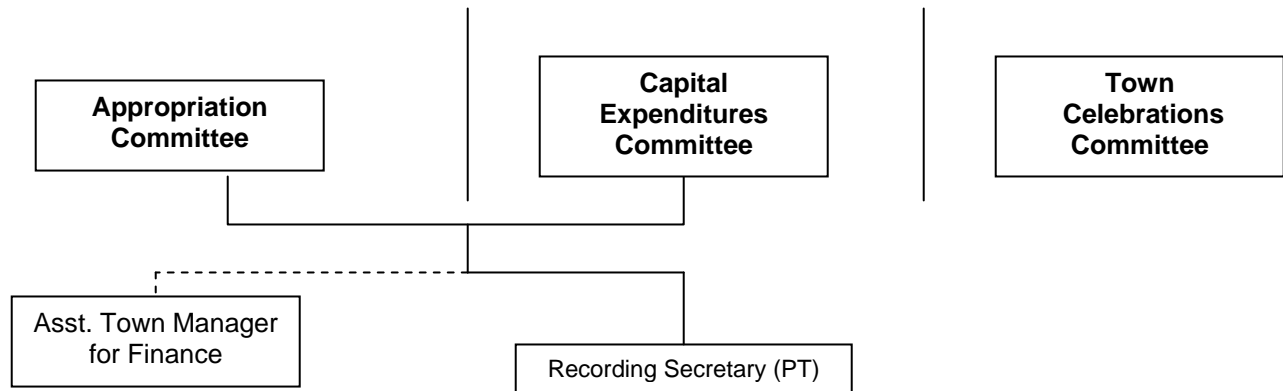 Appropriation
Committee
Capital
Expenditures
Committee
Town
Celebrations
Committee
Asst. Town Manager
for Finance
Recording Secretary (PT)